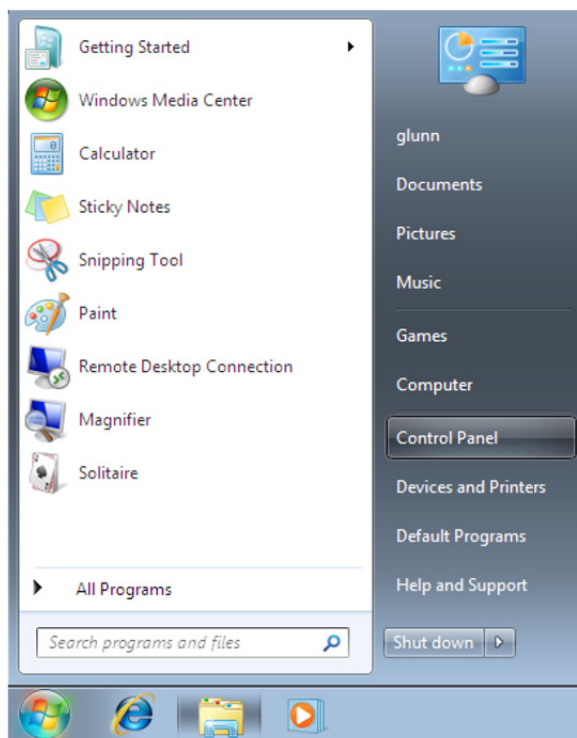 Getting Started
Windows Media Center
Calculator
Sticky Notes
Snipping Tool
Paint
Remote Desktop Connection
Magnifier
Solitaire
All Programs
Search programs and files
glunn
Documents
Pictures
Music
Games
Computer
Control Panel
Devices and Printers
Default Programs
Help and Support
Shut down